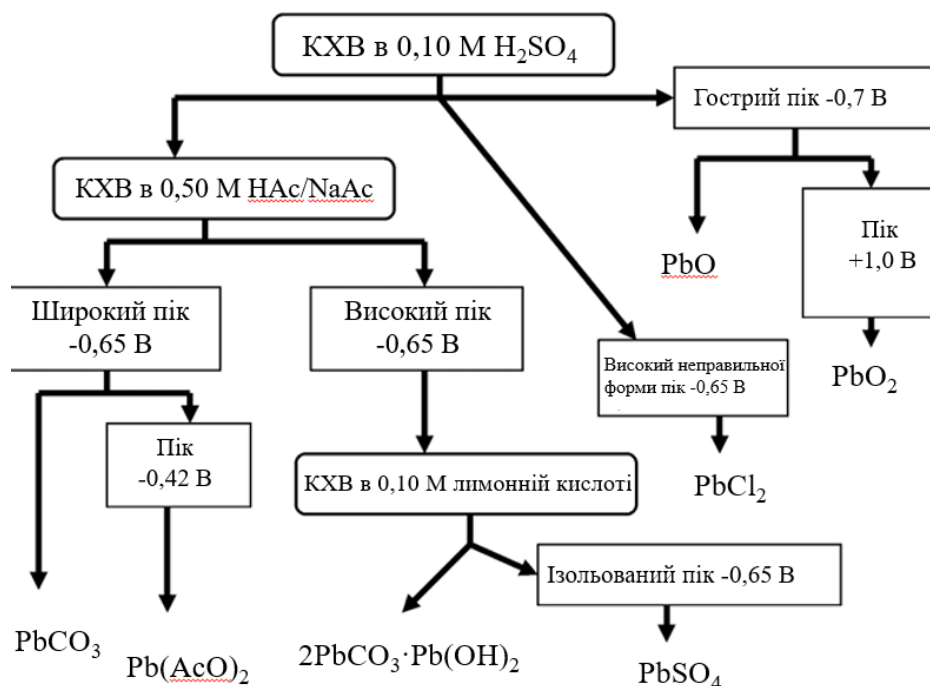 КХВ в 0,10 М H₂SO₄
Гострий пік -0,7 В
КХВ в 0,50 М HAc/NaAc
Пік
+1,0 В
PbO
Широкий пік
-0,65 В
Високий пік
-0,65 В
Високий неправильної
форми пік -0,65 В
PbO₂
Пік
-0,42 В
КХВ в 0,10 М лимонній кислоті
PbCl₂
Ізольований пік -0,65 В
PbCO₃
Pb(AcO)₂
2PbCO₃·Pb(OH)₂
PbSO₄